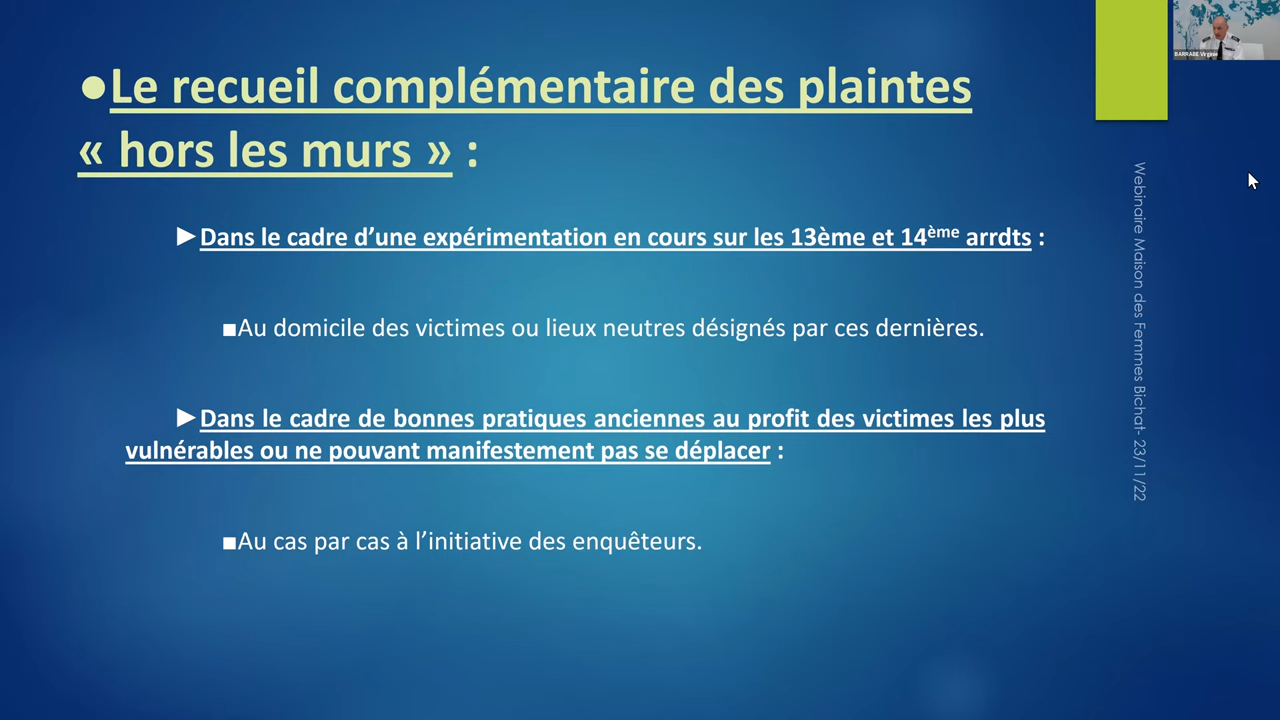 ●Le recueil complémentaire des plaintes
« hors les murs » :
►Dans le cadre d’une expérimentation en cours sur les 13ème et 14ème arrdts :
■Au domicile des victimes ou lieux neutres désignés par ces dernières.
►Dans le cadre de bonnes pratiques anciennes au profit des victimes les plus
vulnérables ou ne pouvant manifestement pas se déplacer :
■Au cas par cas à l’initiative des enquêteurs.
Webinaire Maison des Femmes Bichat- 23/11/22
BARRABE Virginie